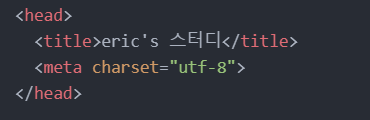 <head>
<title>eric's 스터디</title>
<meta charset="utf-8">
</head>